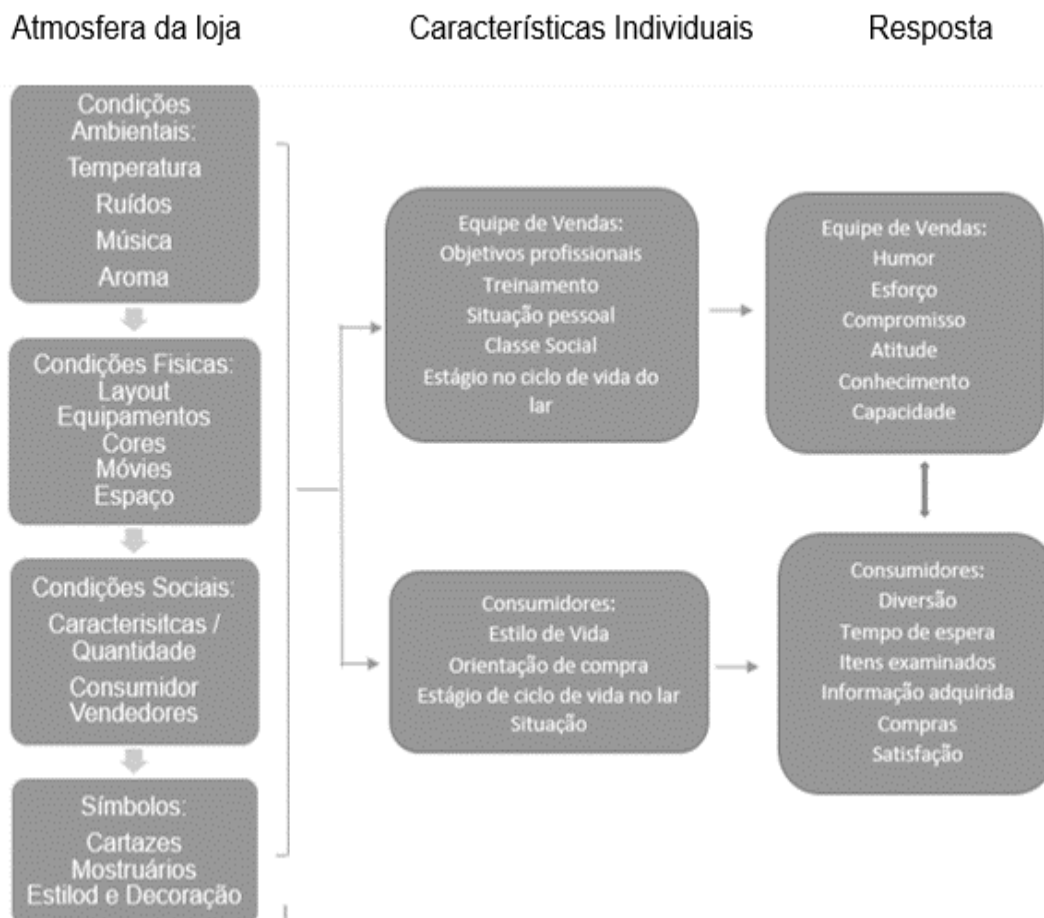 Atmosfera da loja
Características Individuais
Resposta
Condições
Ambientais:
Temperatura
Ruídos
Música
Aroma
Condições Fisicas:
Layout
Equipamentos
Cores
Móvies
Espaço
Condições Sociais:
Caracterisitcas /
Quantidade
Consumidor
Vendedores
Símbolos:
Cartazes
Mostruários
Estilod e Decoração
Equipe de Vendas:
Objetivos profissionais
Treinamento
Situação pessoal
Classe Social
Estágio no ciclo de vida do
lar
Consumidores:
Estilo de Vida
Orientação de compra
Estágio de ciclo de vida no lar
Situação
Equipe de Vendas:
Humor
Esforço
Compromisso
Atitude
Conhecimento
Capacidade
Consumidores:
Diversão
Tempo de espera
Itens examinados
Informação adquirida
Compras
Satisfação